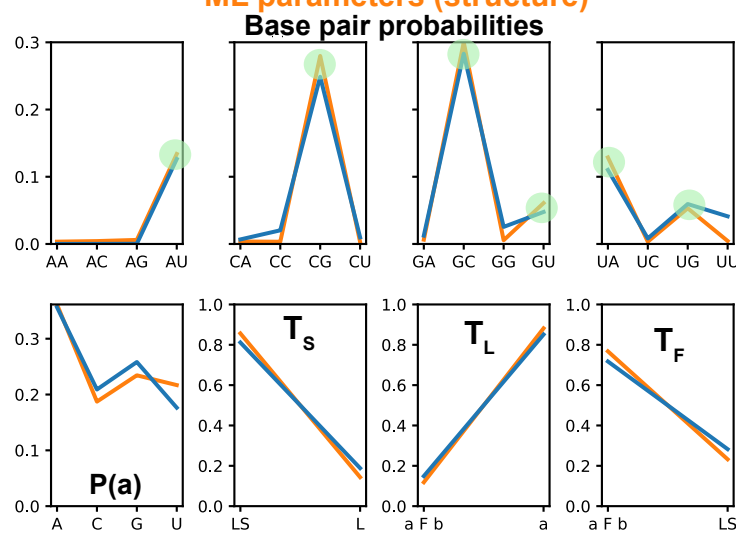 ML parameters (structure)
Base pair probabilities
0.3
0.2
0.1
0.0
AA AC AG AU
CA CC CG CU
GA GC GG GU
UA UC UG UU
0.3
0.2
0.1
0.0
P(a)
A C G U
1.0
0.8
0.6
0.4
0.2
0.0
TS
LS L
1.0
0.8
0.6
0.4
0.2
0.0
TL
a F b a
1.0
0.8
0.6
0.4
0.2
0.0
TF
a F b LS